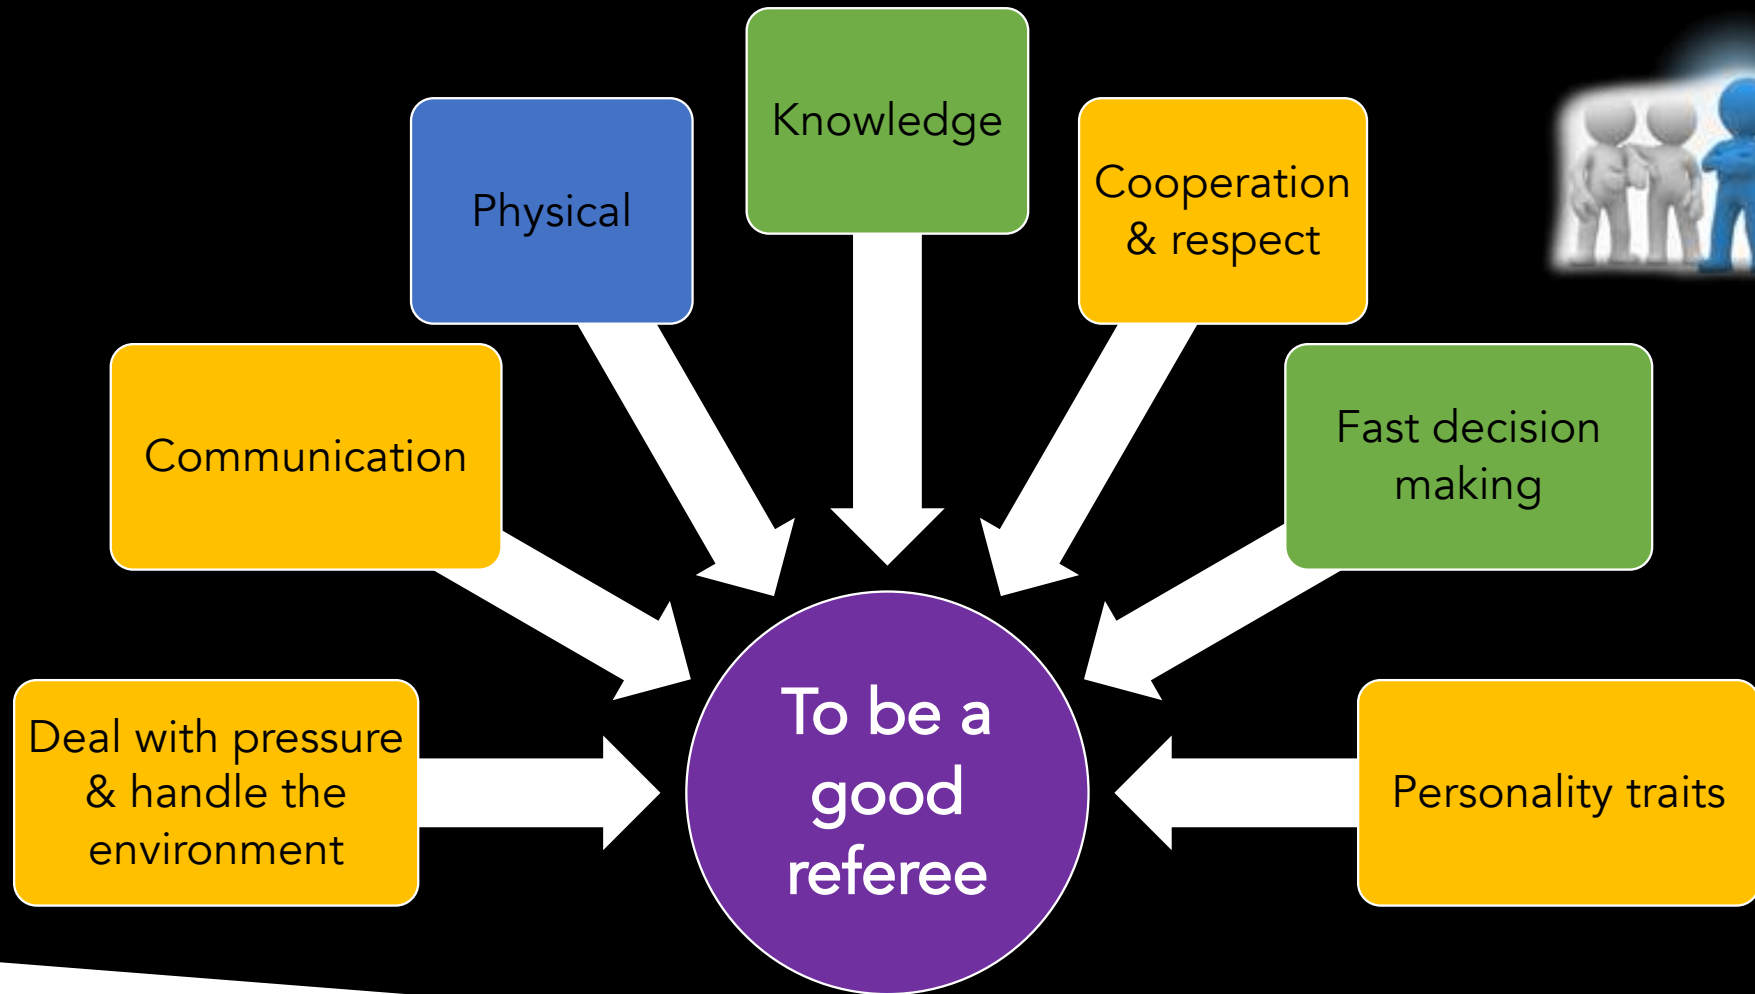 Knowledge
Physical
Cooperation
& respect
Communication
Fast decision
making
Deal with pressure
& handle the
environment
To be a
good
referee
Personality traits